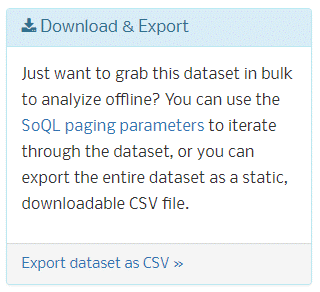 Download & Export
Just want to grab this dataset in bulk
to analyize offline? You can use the
SoQL paging parameters to iterate
through the dataset, or you can
export the entire dataset as a static,
downloadable CSV file.
Export dataset as CSV »